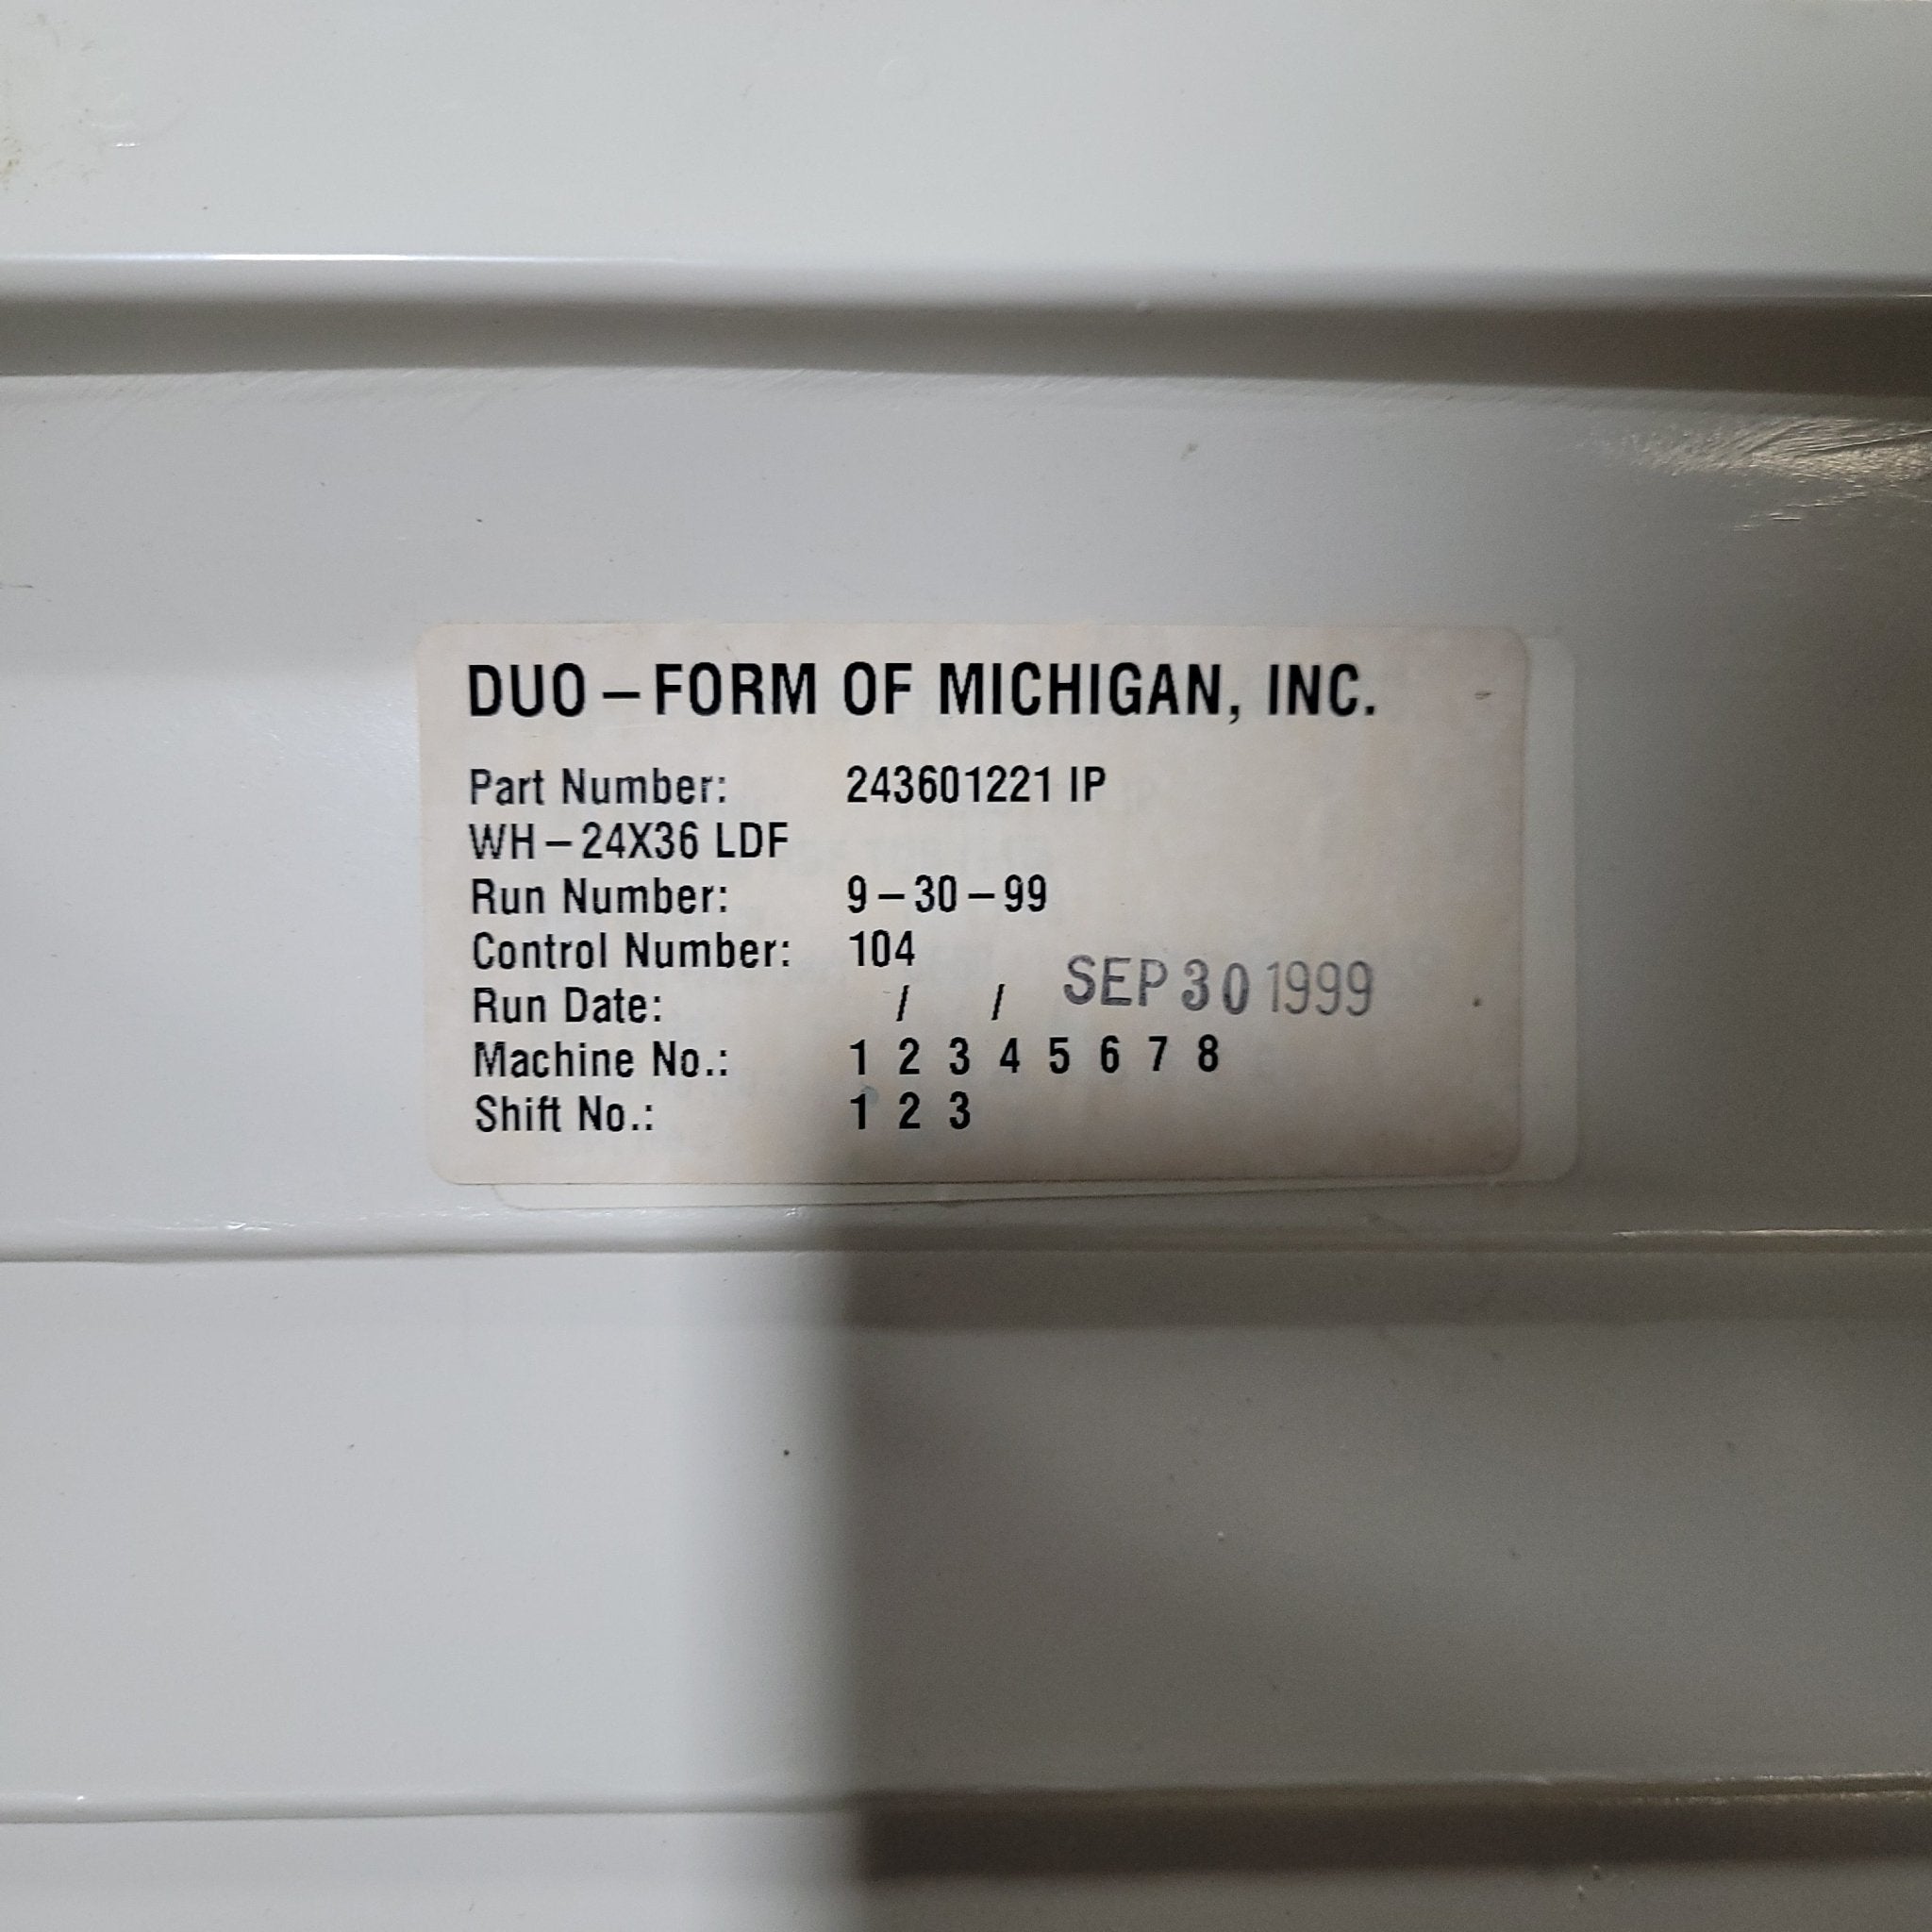 DUO-FORM OF MICHIGAN, INC.
Part Number: 243601221 IP
WH-24X36 LDF
Run Number: 9-30-99
Control Number: 104
Run Date: / / SEP 30 1999
Machine No.: 1 2 3 4 5 6 7 8
Shift No.: 1 2 3